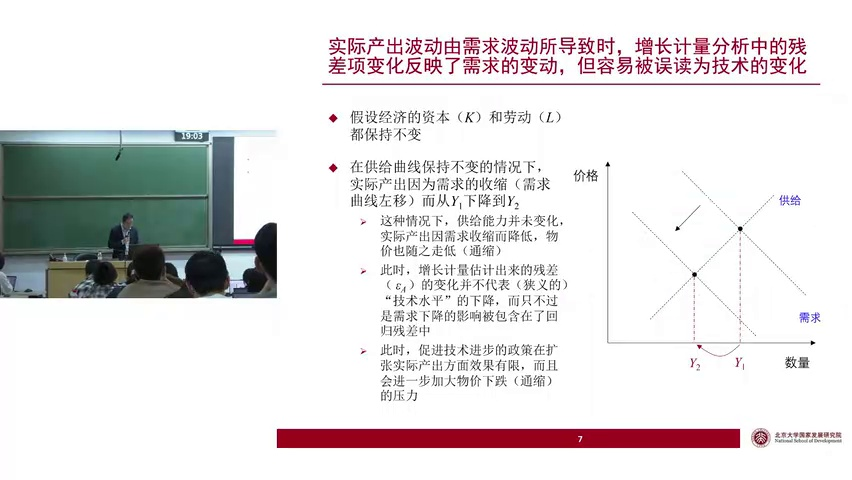 实际产出波动由需求波动所导致时，增长计量分析中的残
差项变化反映了需求的变动，但容易被误读为技术的变化
19:03
假设经济的资本（K）和劳动（L）
都保持不变
在供给曲线保持不变的情况下，
实际产出因为需求的收缩（需求
曲线左移）而从Y1下降到Y2
这种情况下，供给能力并未变化，
实际产出因需求收缩而降低，物
价也随之走低（通缩）
此时，增长计量估计出来的残差
（εA）的变化并不代表（狭义的）
“技术水平”的下降，而只不过
是需求下降的影响被包含在了回
归残差中
此时，促进技术进步的政策在扩
张实际产出方面效果有限，而且
会进一步加大物价下跌（通缩）
的压力
价格
供给
需求
Y2
Y1
数量
7
北京大学国家发展研究院
National School of Development